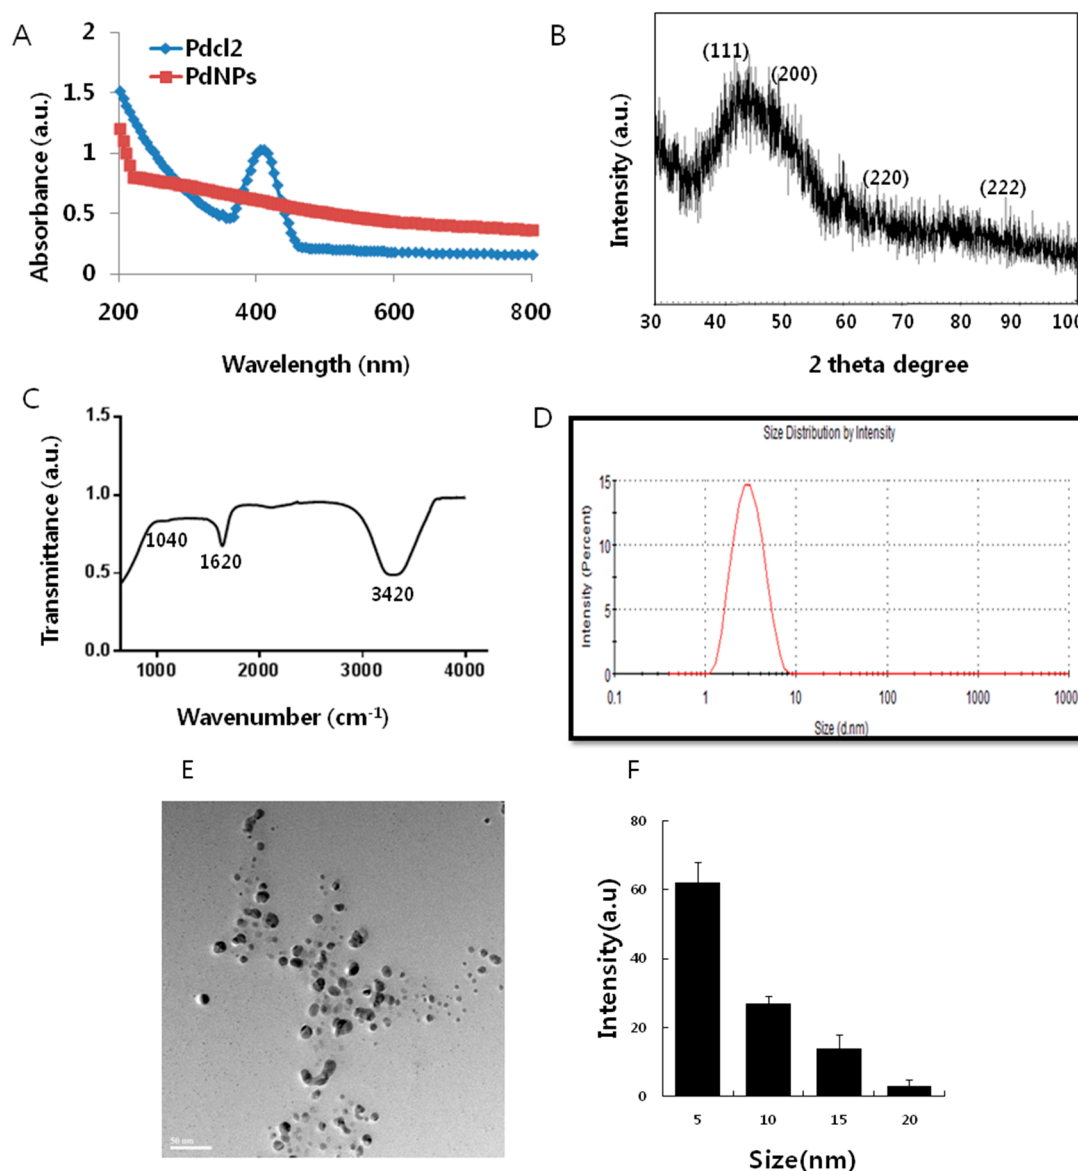 A
2
1.5
1
0.5
0
Pdcl2
PdNPs
Absorbance (a.u.)
200 400 600 800
Wavelength (nm)
B
(111)
(200)
(220)
(222)
Intensity (a.u.)
30 40 50 60 70 80 90 100
2 theta degree
C
1.5
1.0
0.5
0.0
Transmittance (a.u.)
1040
1620
3420
1000 2000 3000 4000
Wavenumber (cm-1)
D
Size Distribution by Intensity
15
10
5
0
Intensity (Percent)
0.1 1 10 100 1000 1000
Size (d.nm)
E
50 nm
F
80
60
40
20
0
Intensity(a.u)
5 10 15 20
Size(nm)